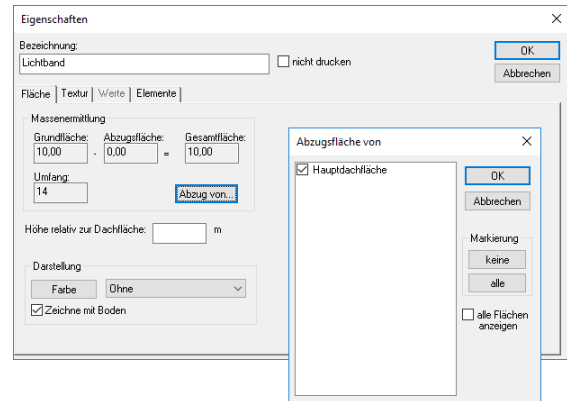 Eigenschaften
Bezeichnung:
Lichtband
nicht drucken
OK
Abbrechen
Fläche Textur Werte Elemente
Massenermittlung
Grundfläche: Abzugsfläche: Gesamtfläche:
10,00 - 0,00 = 10,00
Umfang:
14
Abzug von...
Höhe relativ zur Dachfläche: m
Darstellung
Farbe Ohne
Zeichne mit Boden
Abzugsfläche von
Hauptdachfläche
OK
Abbrechen
Markierung
keine
alle
alle Flächen
anzeigen